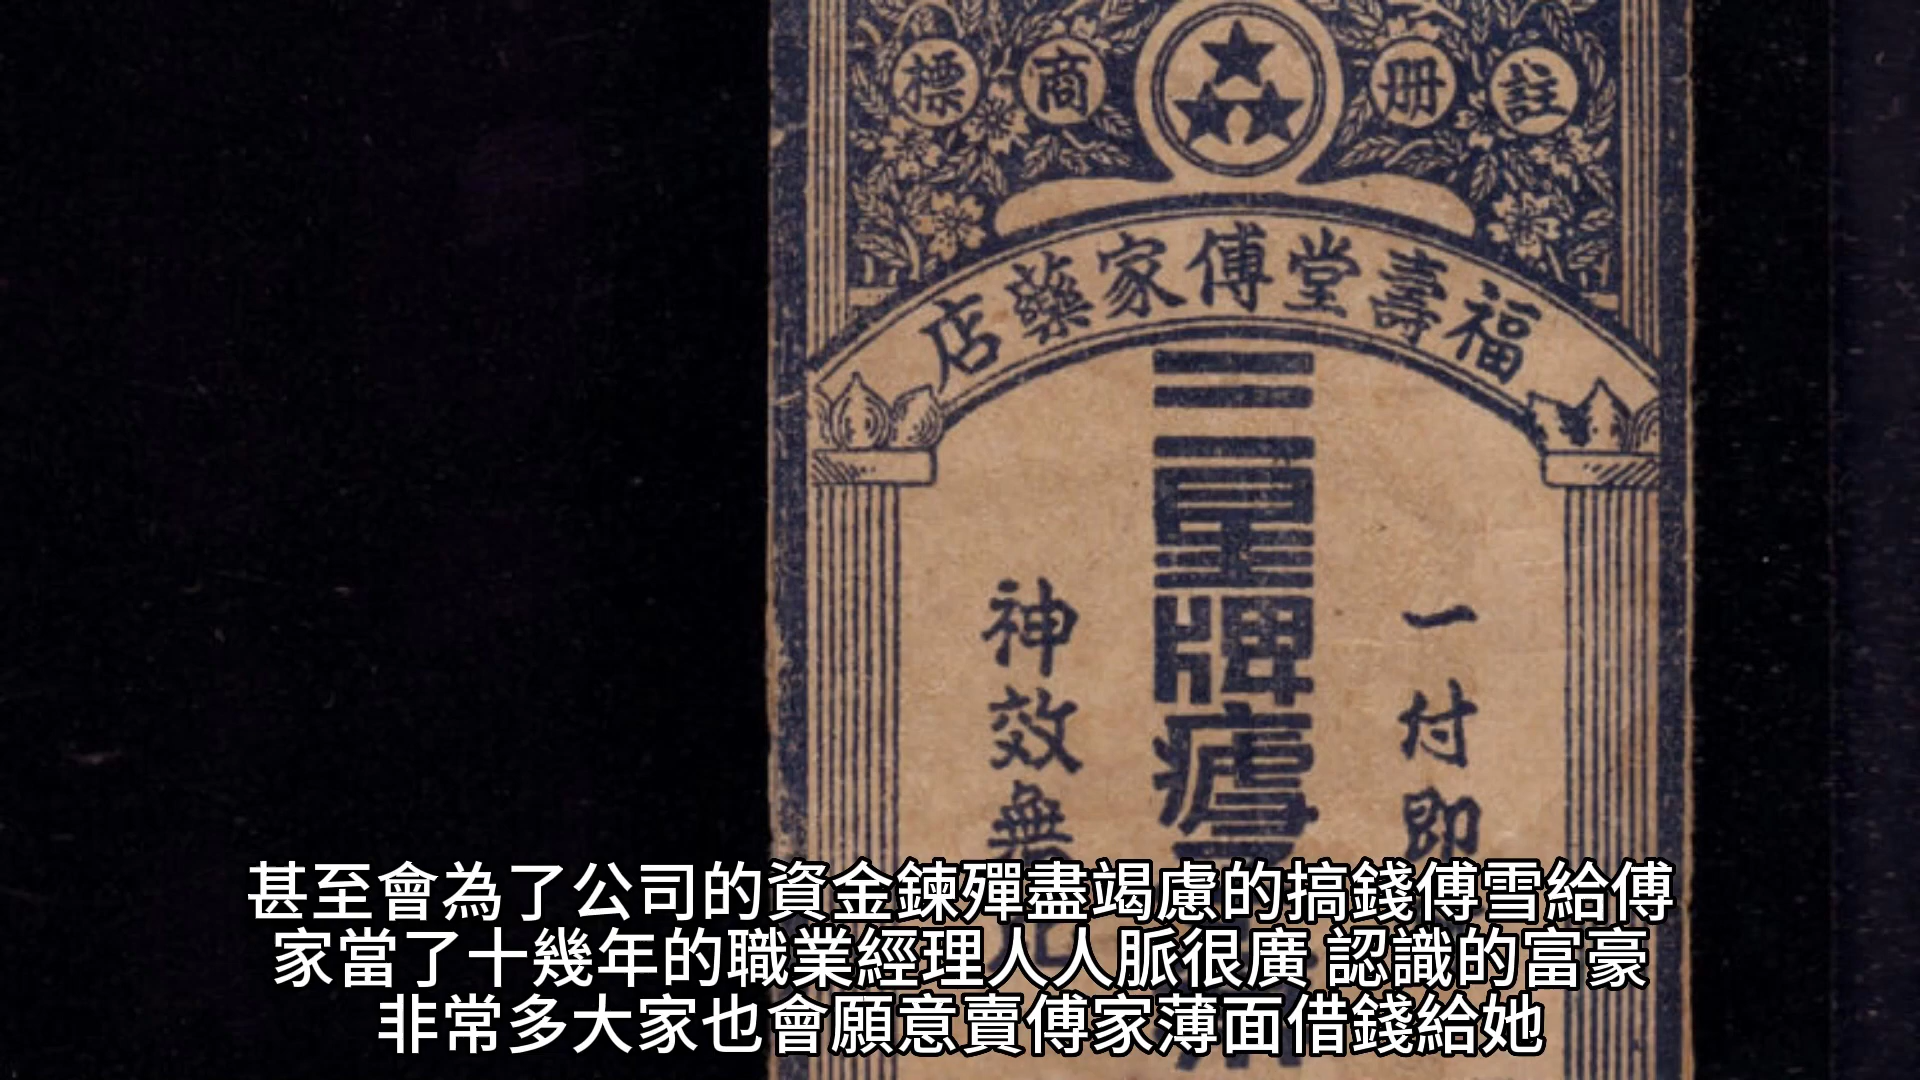 註册商標
福壽堂傅家藥店
一付即
三星牌瘧
神效無
甚至會為了公司的資金鍊殫盡竭慮的搞錢傅雪給傅
家當了十幾年的職業經理人人脈很廣 認識的富豪
非常多大家也會願意賣傅家薄面借錢給她